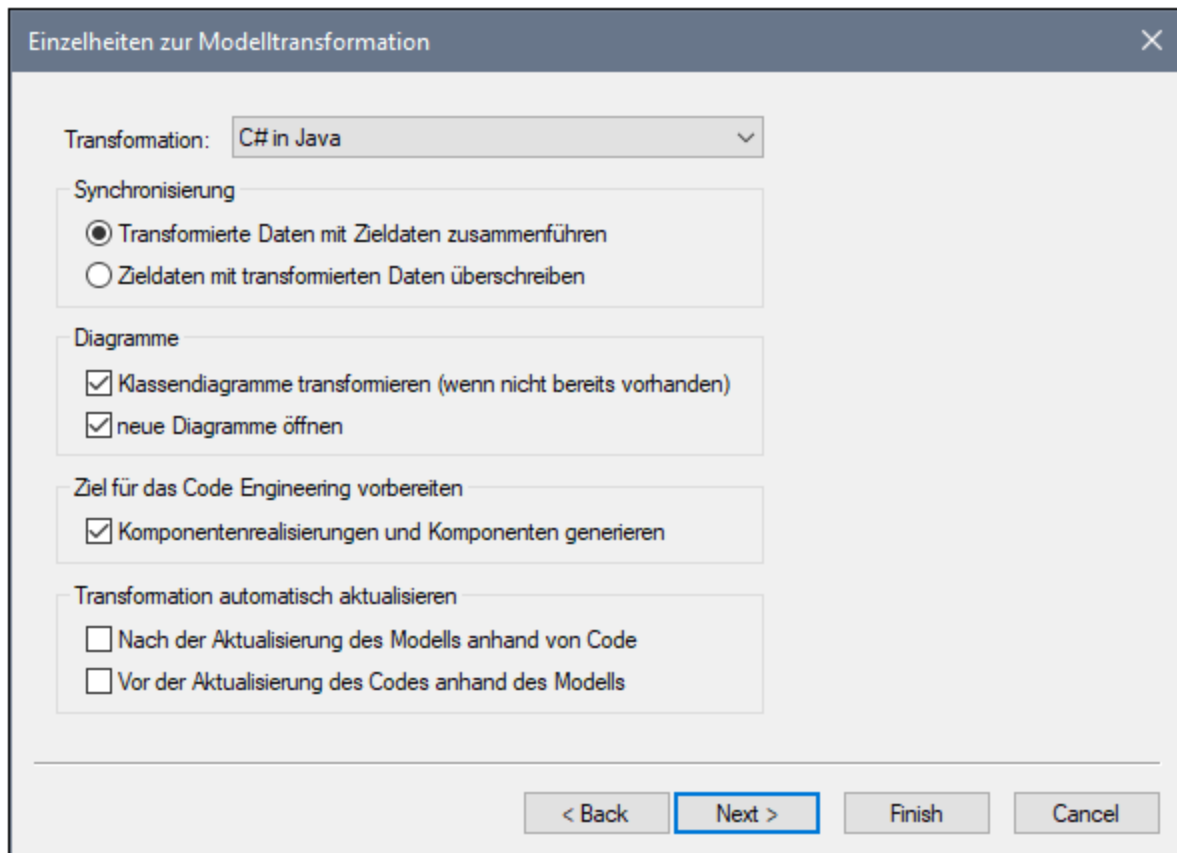 Einzelheiten zur Modelltransformation
Transformation: C# in Java
Synchronisierung
Transformierte Daten mit Zieldaten zusammenführen
Zieldaten mit transformierten Daten überschreiben
Diagramme
Klassendiagramme transformieren (wenn nicht bereits vorhanden)
neue Diagramme öffnen
Ziel für das Code Engineering vorbereiten
Komponentenrealisierungen und Komponenten generieren
Transformation automatisch aktualisieren
Nach der Aktualisierung des Modells anhand von Code
Vor der Aktualisierung des Codes anhand des Modells
< Back Next > Finish Cancel